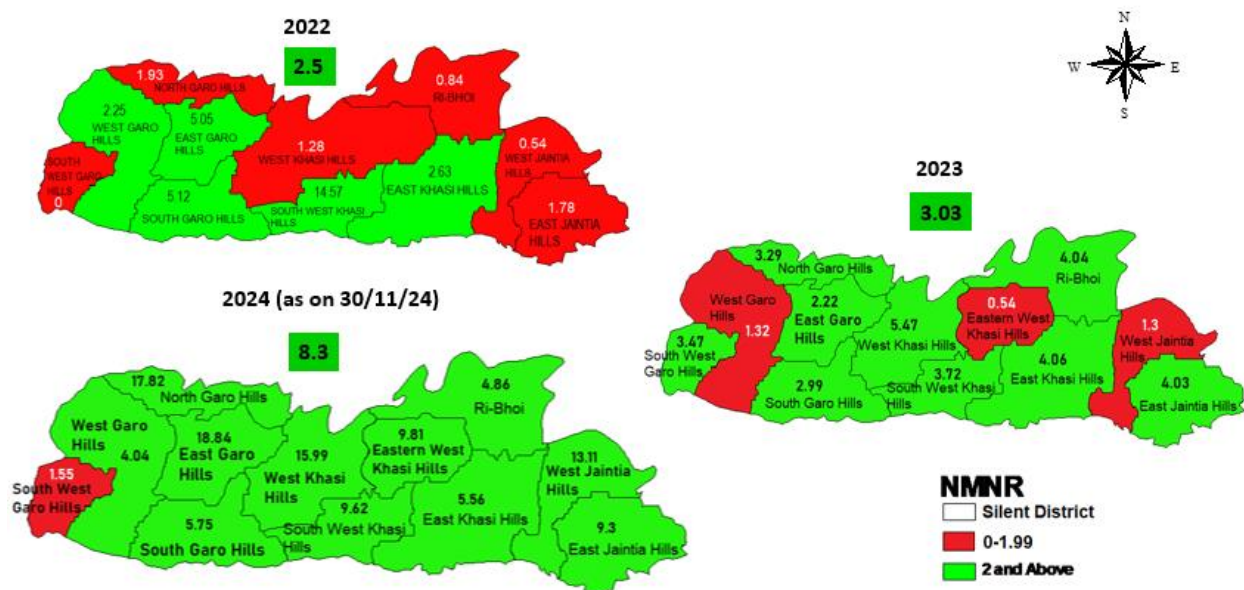 2022
2.5
1.93
NORTH GARO HILLS
0.84
RI-BHOI
2.25
WEST GARO
HILLS
5.05
EAST GARO
HILLS
1.28
WEST KHASI HILLS
0.54
WEST JAINTIA
HILLS
SOUTH
WEST GARO
HILLS
0
5.12
SOUTH GARO HILLS
14.57
SOUTH WEST KHASI
HILLS
2.63
EAST KHASI HILLS
1.78
EAST JAINTIA
HILLS
N
W
E
S
2023
3.03
3.29
North Garo Hills
4.04
Ri-Bhoi
West Garo
Hills
1.32
2.22
East Garo
Hills
5.47
West Khasi Hills
0.54
Eastern West
Khasi Hills
1.3
West Jaintia
Hills
3.47
South West
Garo Hills
2.99
South Garo Hills
3.72
South West Khasi
Hills
4.06
East Khasi Hills
4.03
East Jaintia Hills
2024 (as on 30/11/24)
8.3
17.82
North Garo Hills
4.86
Ri-Bhoi
West Garo
Hills
4.04
18.84
East Garo
Hills
15.99
West Khasi
Hills
9.81
Eastern West
Khasi Hills
13.11
West Jaintia
Hills
1.55
South West
Garo Hills
5.75
South Garo Hills
9.62
South West Khasi
Hills
5.56
East Khasi Hills
9.3
East Jaintia Hills
NMNR
Silent District
0-1.99
2 and Above